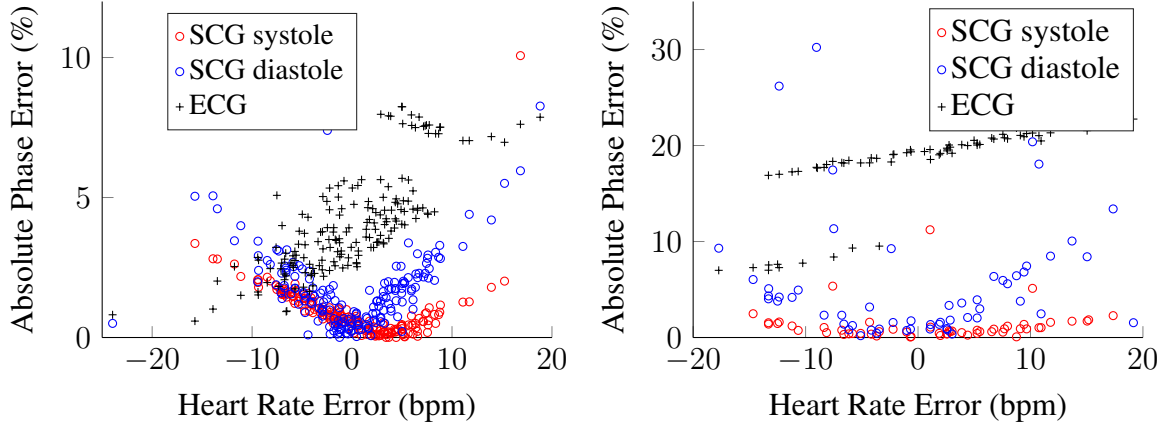 SCG systole
SCG diastole
ECG
Absolute Phase Error (%)
10
5
0
−20
−10
0
10
20
Heart Rate Error (bpm)
SCG systole
SCG diastole
ECG
Absolute Phase Error (%)
30
20
10
0
−20
−10
0
10
20
Heart Rate Error (bpm)